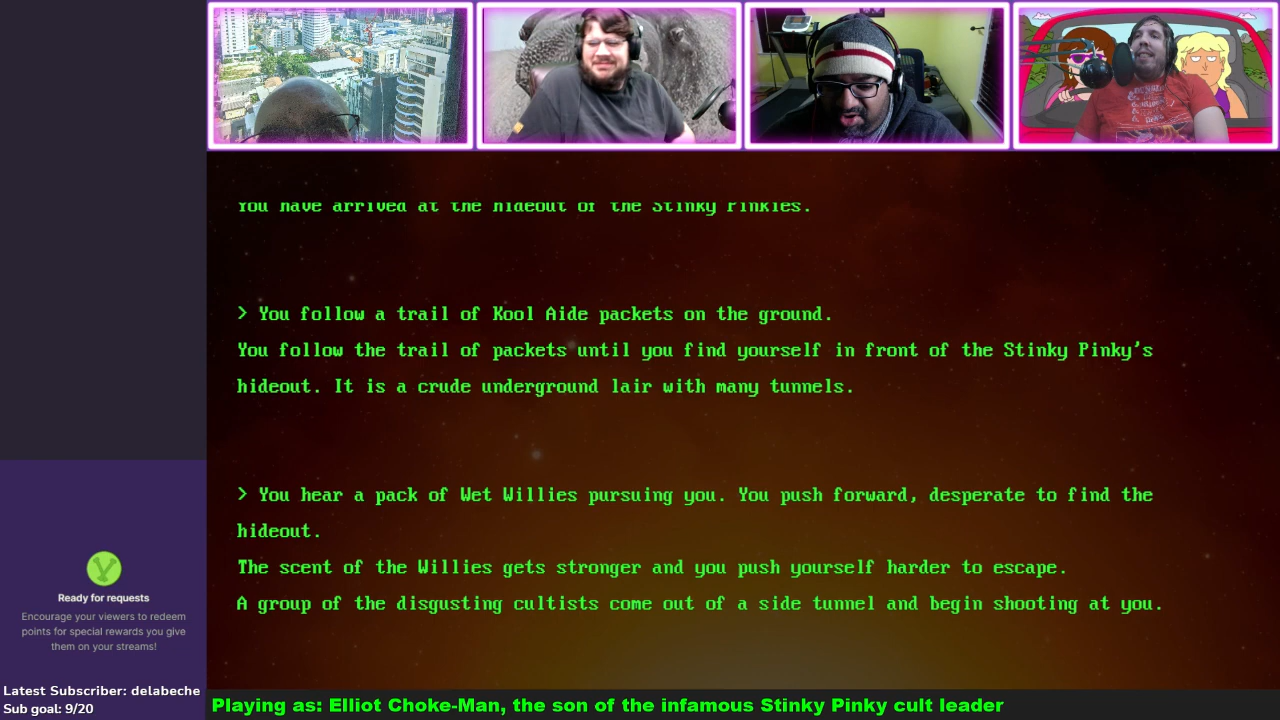 You have arrived at the hideout of the Stinky Pinkies.
> You follow a trail of Kool Aide packets on the ground.
You follow the trail of packets until you find yourself in front of the Stinky Pinky's
hideout. It is a crude underground lair with many tunnels.
> You hear a pack of Wet Willies pursuing you. You push forward, desperate to find the
hideout.
The scent of the Willies gets stronger and you push yourself harder to escape.
A group of the disgusting cultists come out of a side tunnel and begin shooting at you.
Ready for requests
Encourage your viewers to redeem
points for special rewards you give
them on your streams!
Latest Subscriber: delabeche
Sub goal: 9/20
Playing as: Elliot Choke-Man, the son of the infamous Stinky Pinky cult leader